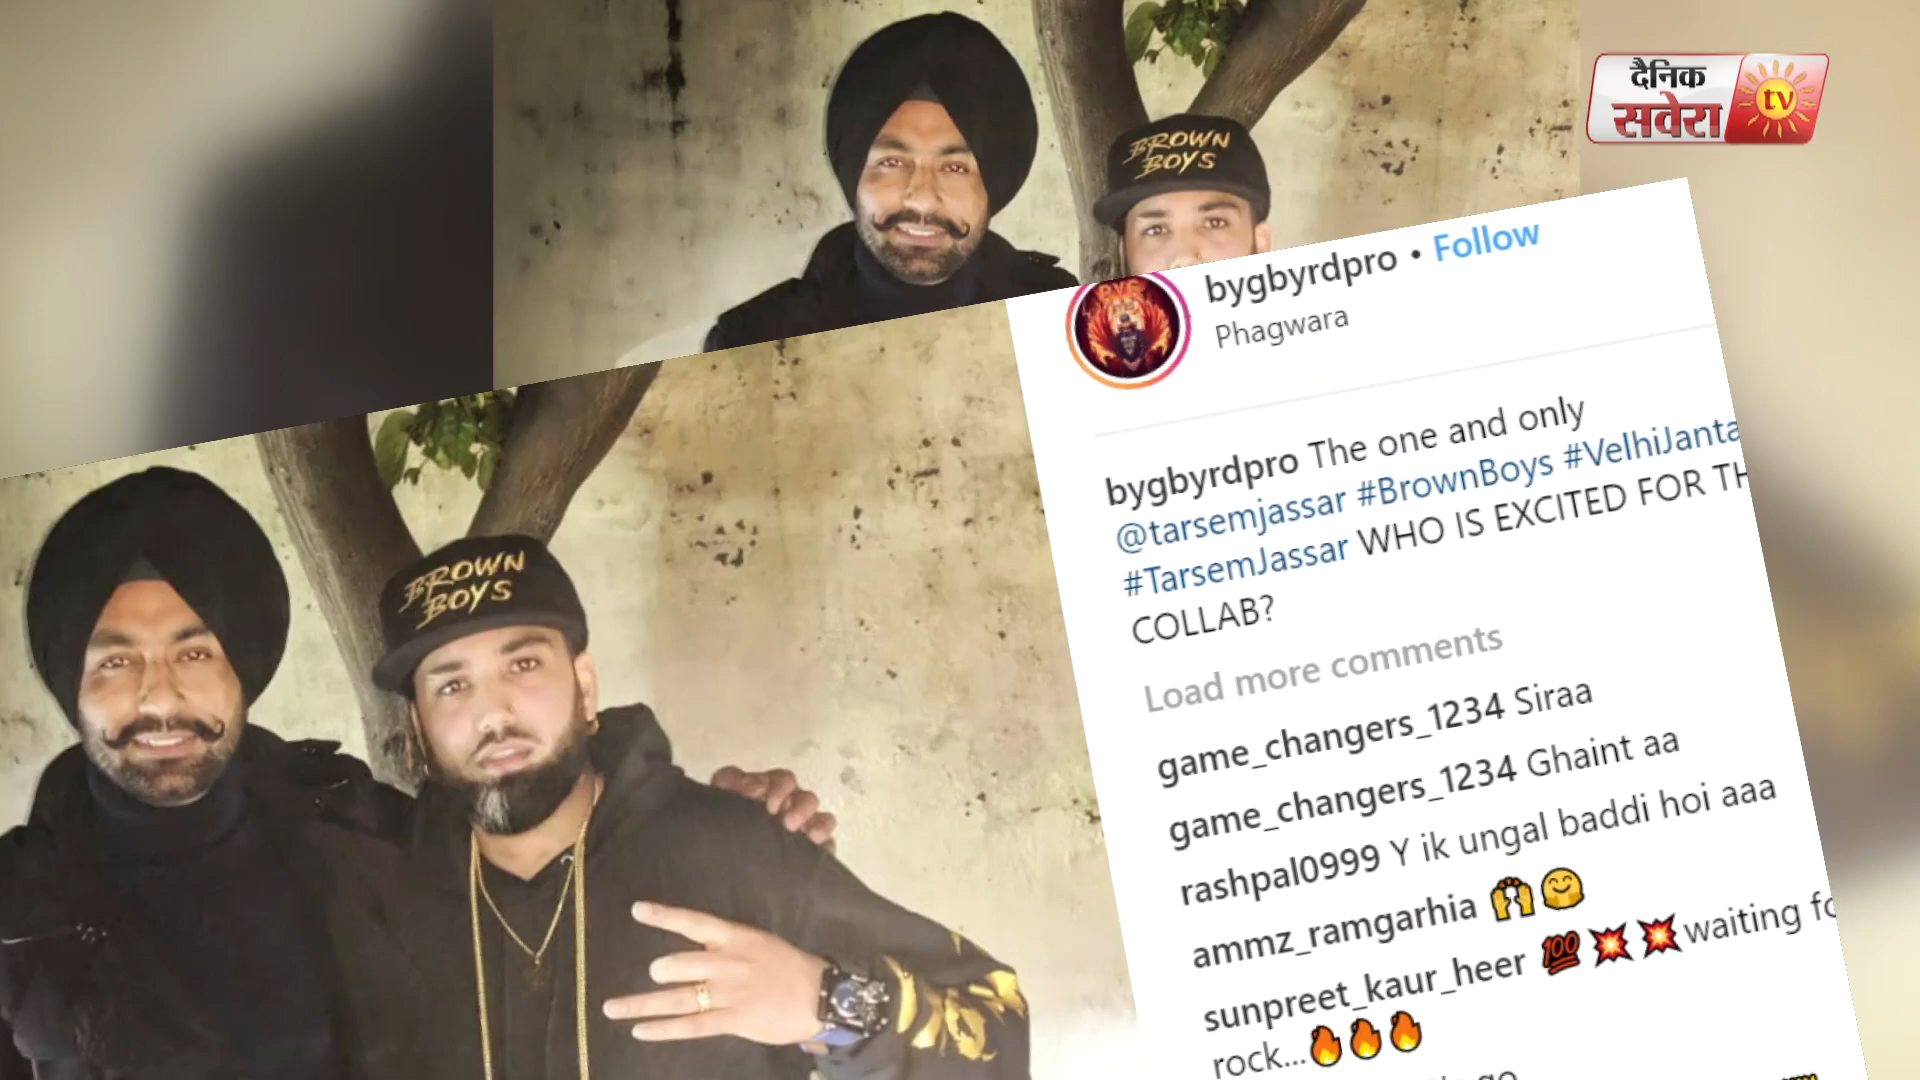 दैनिक
सवेरा tv
BROWN
BOYS
bygbyrdpro • Follow
Phagwara
bygbyrdpro The one and only
@tarsemjassar #BrownBoys #VelhiJanta
#TarsemJassar WHO IS EXCITED FOR TH
COLLAB?
Load more comments
game_changers_1234 Siraa
game_changers_1234 Ghaint aa
rashpal0999 Y ik ungal baddi hoi aaa
ammz_ramgarhia 🙌🤗
sunpreet_kaur_heer 💯💥💥waiting fo
rock...🔥🔥🔥
BROWN
BOYS